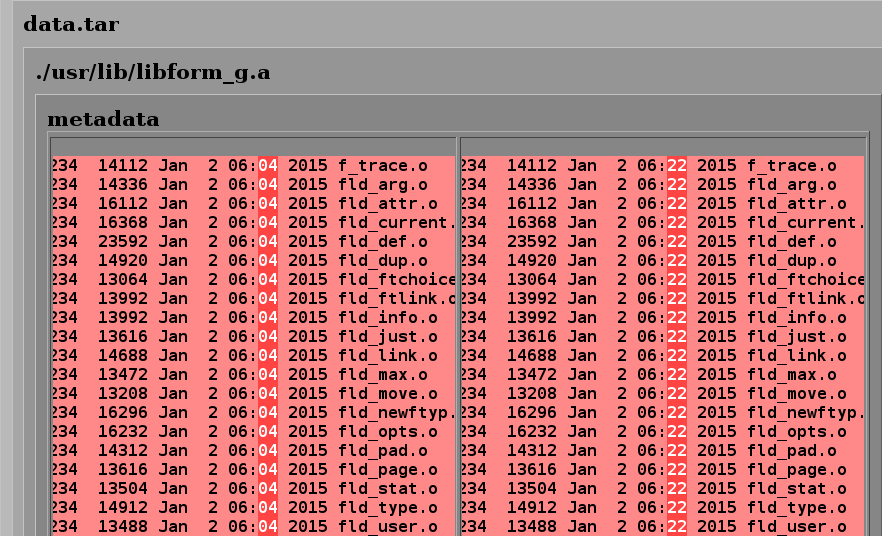 data.tar
./usr/lib/libform_g.a
metadata
234 14112 Jan 2 06:04 2015 f_trace.o 234 14112 Jan 2 06:22 2015 f_trace.o
234 14336 Jan 2 06:04 2015 fld_arg.o 234 14336 Jan 2 06:22 2015 fld_arg.o
234 16112 Jan 2 06:04 2015 fld_attr.o 234 16112 Jan 2 06:22 2015 fld_attr.o
234 16368 Jan 2 06:04 2015 fld_current. 234 16368 Jan 2 06:22 2015 fld_current.
234 23592 Jan 2 06:04 2015 fld_def.o 234 23592 Jan 2 06:22 2015 fld_def.o
234 14920 Jan 2 06:04 2015 fld_dup.o 234 14920 Jan 2 06:22 2015 fld_dup.o
234 13064 Jan 2 06:04 2015 fld_ftchoice 234 13064 Jan 2 06:22 2015 fld_ftchoice
234 13992 Jan 2 06:04 2015 fld_ftlink.o 234 13992 Jan 2 06:22 2015 fld_ftlink.o
234 13992 Jan 2 06:04 2015 fld_info.o 234 13992 Jan 2 06:22 2015 fld_info.o
234 13616 Jan 2 06:04 2015 fld_just.o 234 13616 Jan 2 06:22 2015 fld_just.o
234 14688 Jan 2 06:04 2015 fld_link.o 234 14688 Jan 2 06:22 2015 fld_link.o
234 13472 Jan 2 06:04 2015 fld_max.o 234 13472 Jan 2 06:22 2015 fld_max.o
234 13208 Jan 2 06:04 2015 fld_move.o 234 13208 Jan 2 06:22 2015 fld_move.o
234 16296 Jan 2 06:04 2015 fld_newftyp. 234 16296 Jan 2 06:22 2015 fld_newftyp.
234 16232 Jan 2 06:04 2015 fld_opts.o 234 16232 Jan 2 06:22 2015 fld_opts.o
234 14312 Jan 2 06:04 2015 fld_pad.o 234 14312 Jan 2 06:22 2015 fld_pad.o
234 13616 Jan 2 06:04 2015 fld_page.o 234 13616 Jan 2 06:22 2015 fld_page.o
234 13504 Jan 2 06:04 2015 fld_stat.o 234 13504 Jan 2 06:22 2015 fld_stat.o
234 14912 Jan 2 06:04 2015 fld_type.o 234 14912 Jan 2 06:22 2015 fld_type.o
234 13488 Jan 2 06:04 2015 fld_user.o 234 13488 Jan 2 06:22 2015 fld_user.o